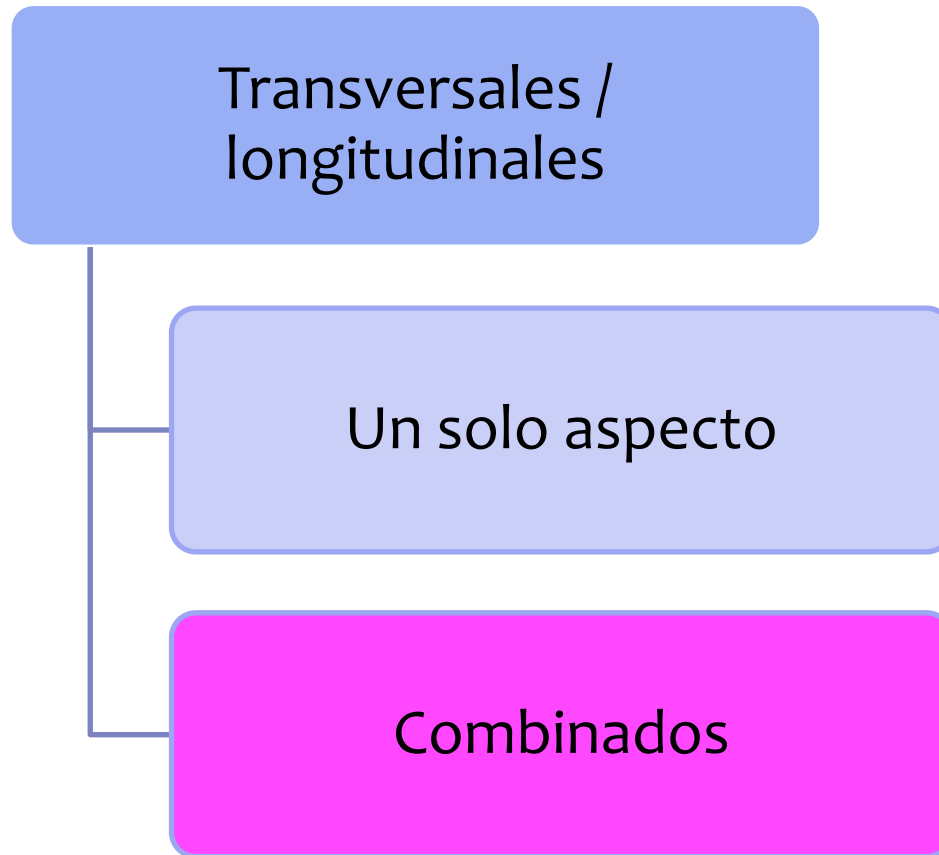 Transversales /
longitudinales
Un solo aspecto
Combinados